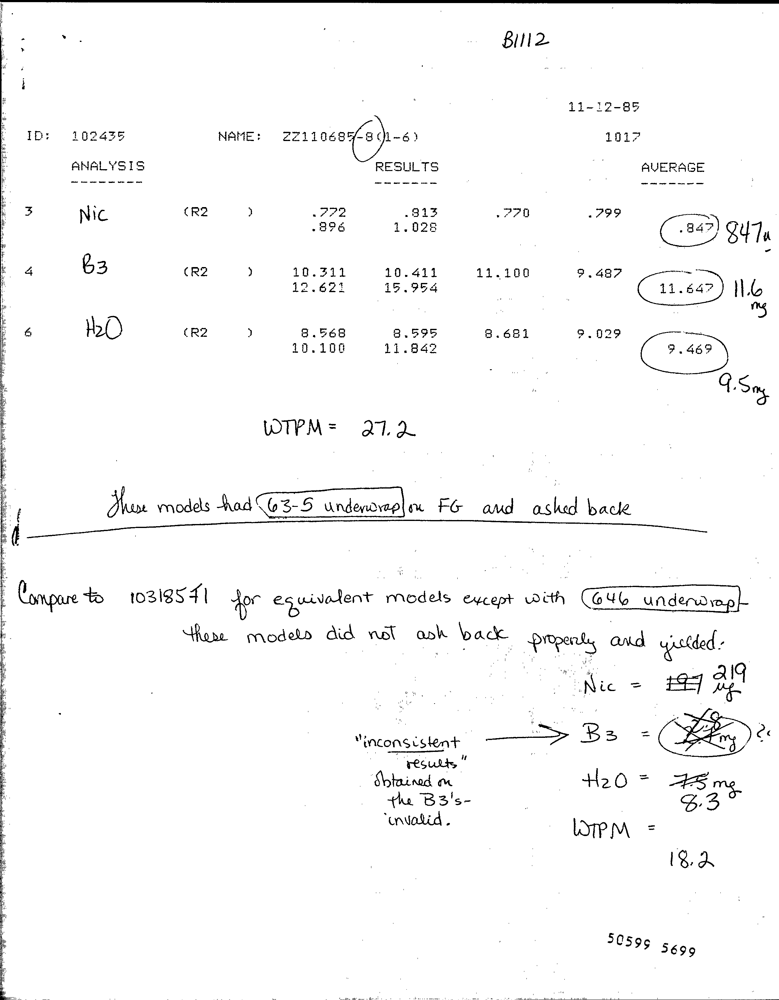 B1112
11-12-85
ID: 102435 NAME: ZZ110685-8(1-6) 1017
ANALYSIS RESULTS AVERAGE
3 Nic (R2 ) .772 .813 .770 .799
.896 1.028 .847 847u
4 B3 (R2 ) 10.311 10.411 11.100 9.487
12.621 15.954 11.647 11.6
mg
6 H2O (R2 ) 8.568 8.595 8.681 9.029
10.100 11.842 9.469
9.5mg
WTPM = 27.2
These models had 63-5 underwrap on FG and ashed back
Compare to for equivalent models except with 646 underwrap-
these models did not ash back properly and yielded:
Nic = 197 219
ug
"inconsistent
results"
obtained on
the B3's-
invalid.
B3 = mg ?
H2O = 7.5 mg
8.3
WTPM =
18.2
50599 5699